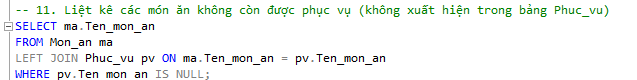 -- 11. Liệt kê các món ăn không còn được phục vụ (không xuất hiện trong bảng Phuc_vu)
SELECT ma.Ten_mon_an
FROM Mon_an ma
LEFT JOIN Phuc_vu pv ON ma.Ten_mon_an = pv.Ten_mon_an
WHERE pv.Ten_mon_an IS NULL;